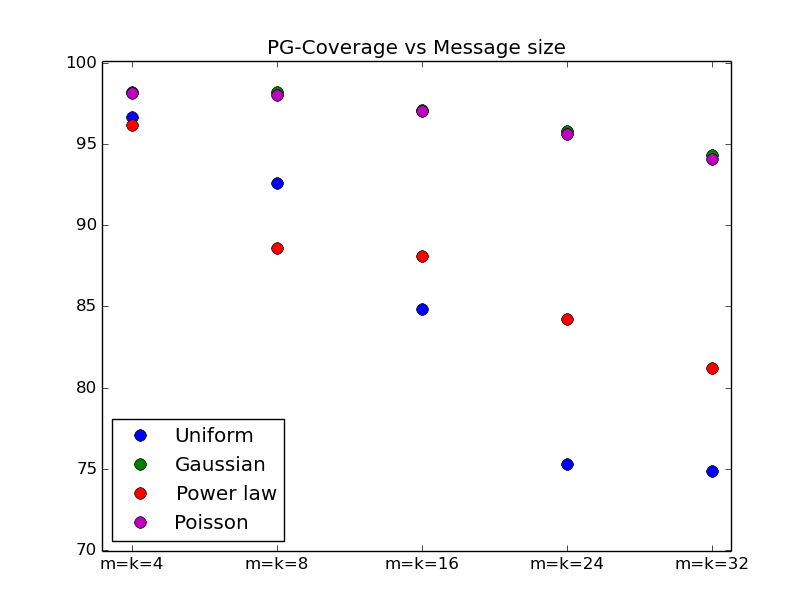 PG-Coverage vs Message size
100
95
90
85
80
75
70
Uniform
Gaussian
Power law
Poisson
m=k=4 m=k=8 m=k=16 m=k=24 m=k=32